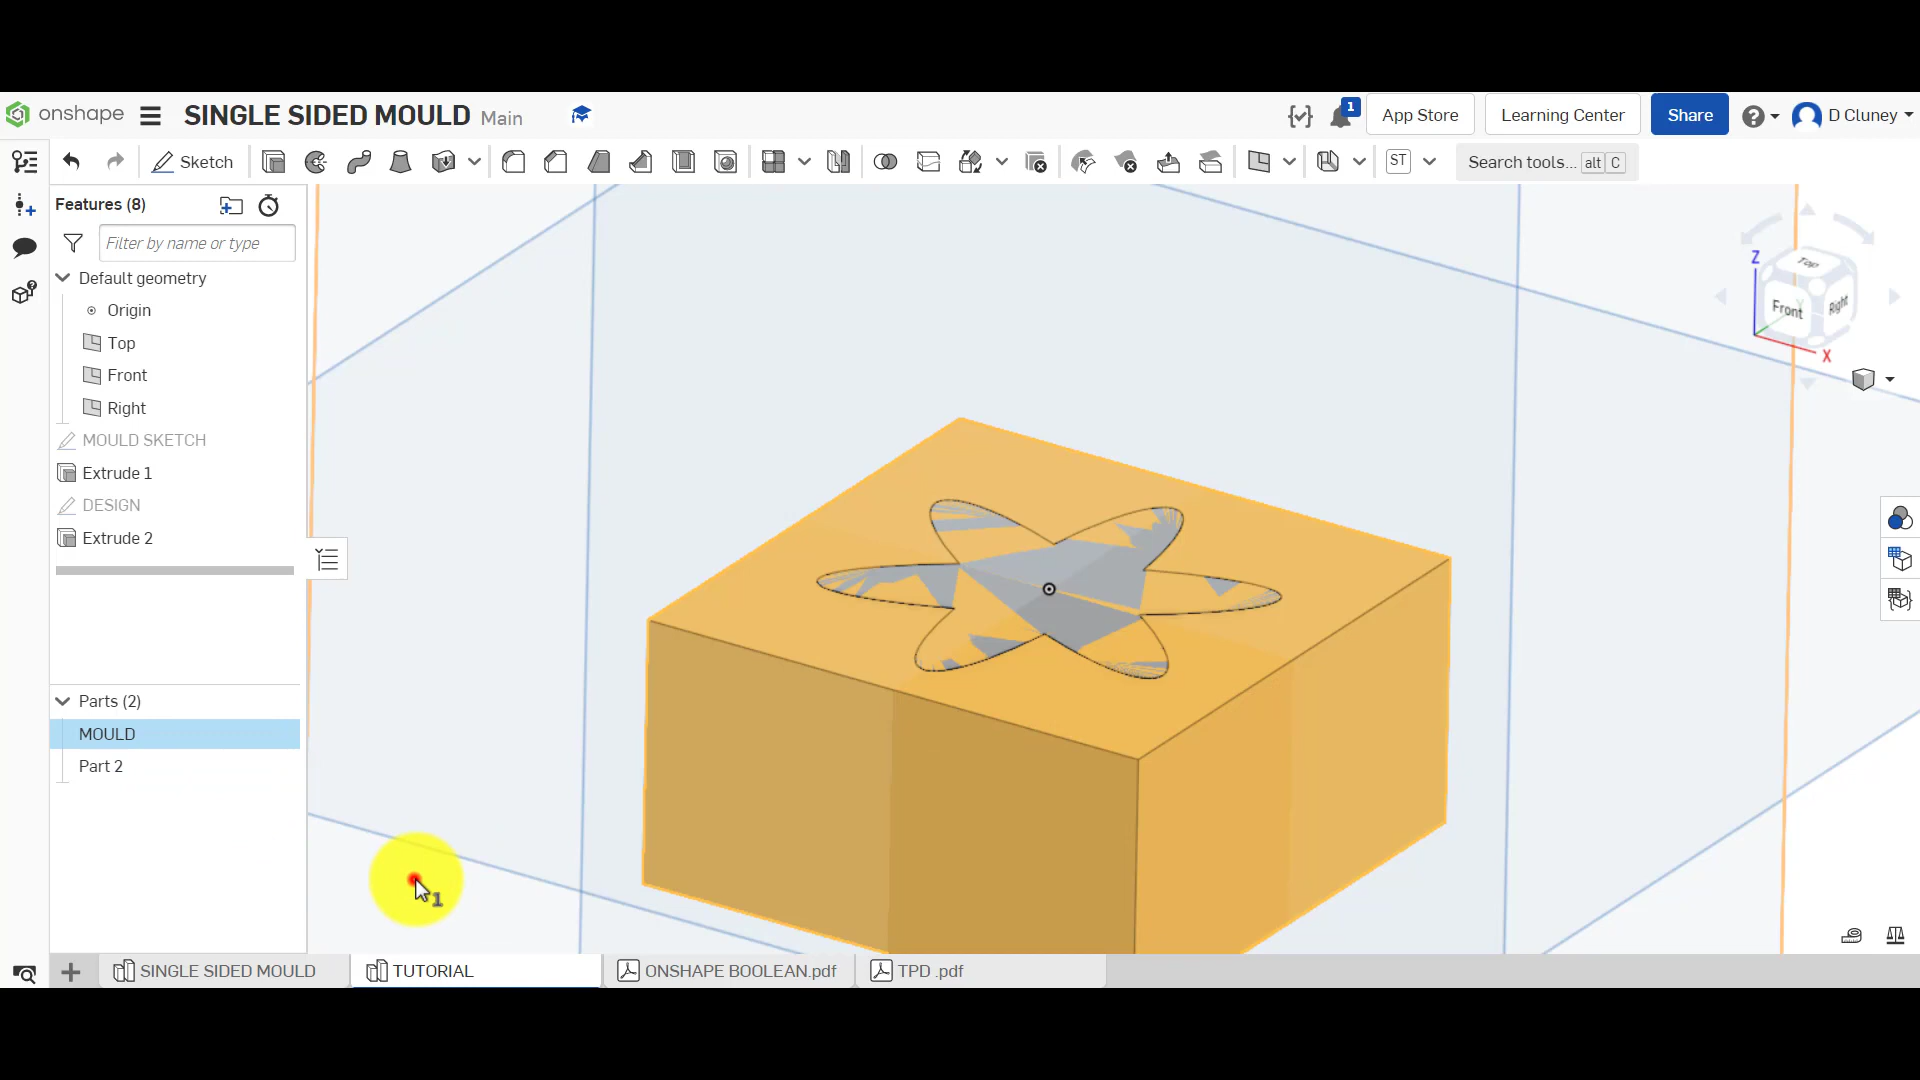 onshape SINGLE SIDED MOULD Main 1 App Store Learning Center Share D Cluney
Sketch ST Search tools... alt C
Features (8)
Filter by name or type
Default geometry
Origin
Top
Front
Right
MOULD SKETCH
Extrude 1
DESIGN
Extrude 2
Parts (2)
MOULD
Part 2
Z
Top
Front
Right
Y
X
1
SINGLE SIDED MOULD TUTORIAL ONSHAPE BOOLEAN.pdf TPD .pdf